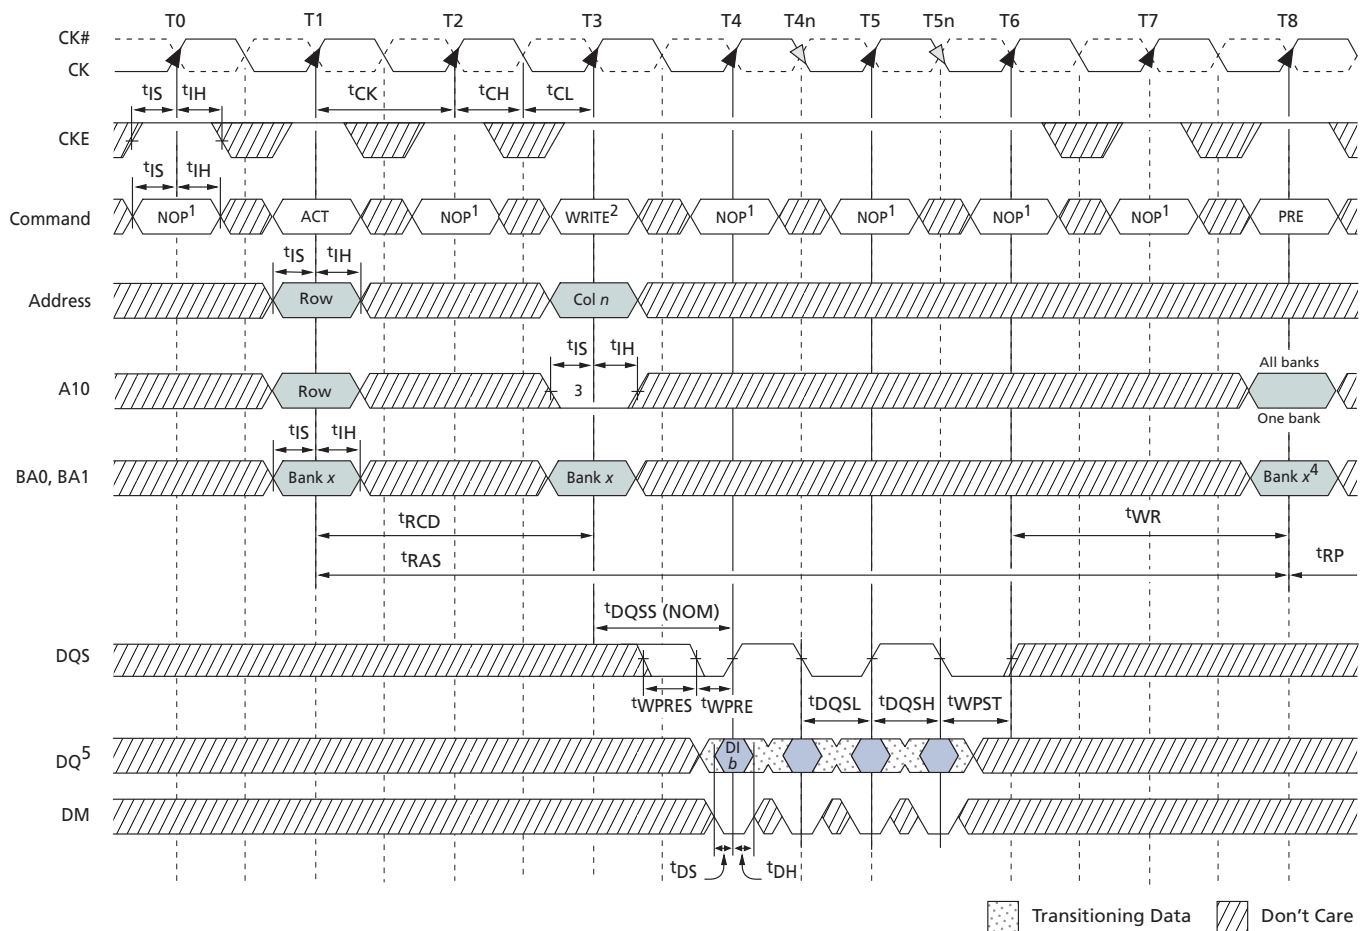 T0 T1 T2 T3 T4 T4n T5 T5n T6 T7 T8
CK#
CK
tIS tIH tCK tCH tCL
CKE
tIS tIH
Command NOP1 ACT NOP1 WRITE2 NOP1 NOP1 NOP1 NOP1 PRE
tIS tIH
Address Row Col n
tIS tIH All banks
A10 Row 3
One bank
tIS tIH
BA0, BA1 Bank x Bank x Bank x4
tRCD tWR
tRAS tRP
tDQSS (NOM)
DQS
tWPRES tWPRE tDQSL tDQSH tWPST
DQ5 DI
b
DM
tDS tDH
Transitioning Data Don't Care